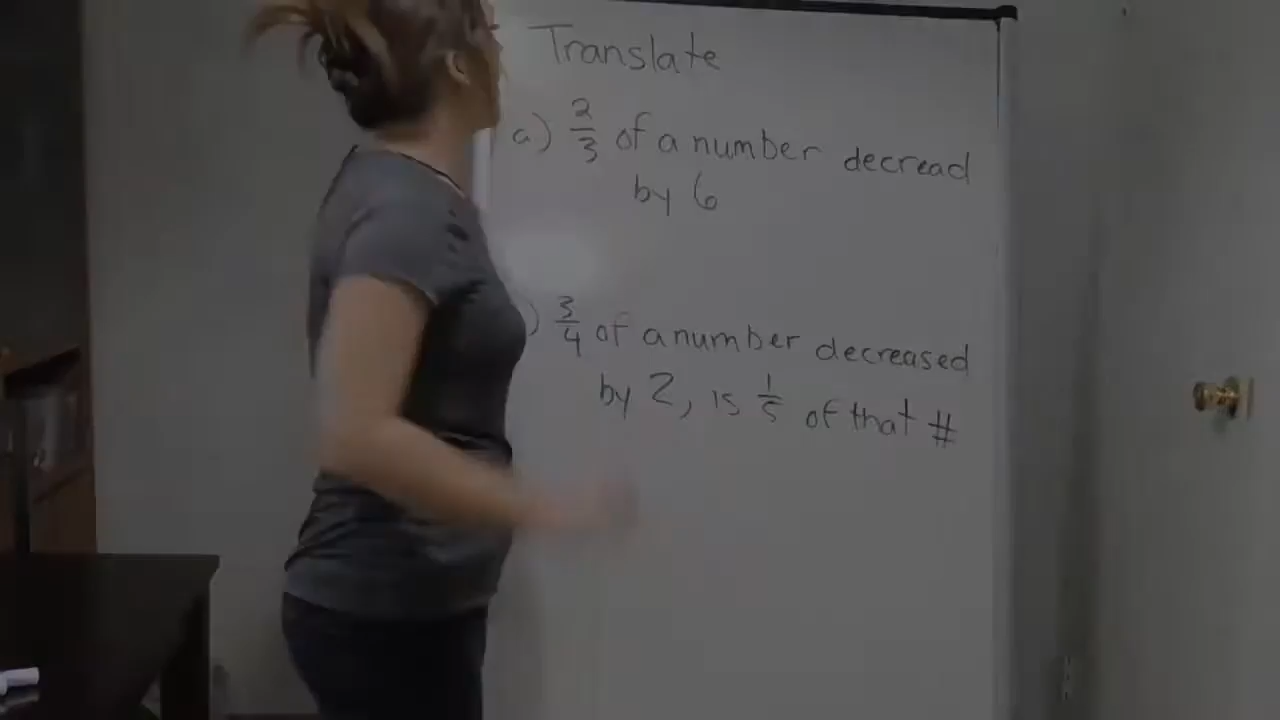 Translate
a.) 2/3 of a number decread
by 6
) 3/4 of a number decreased
by 2, is 1/5 of that #